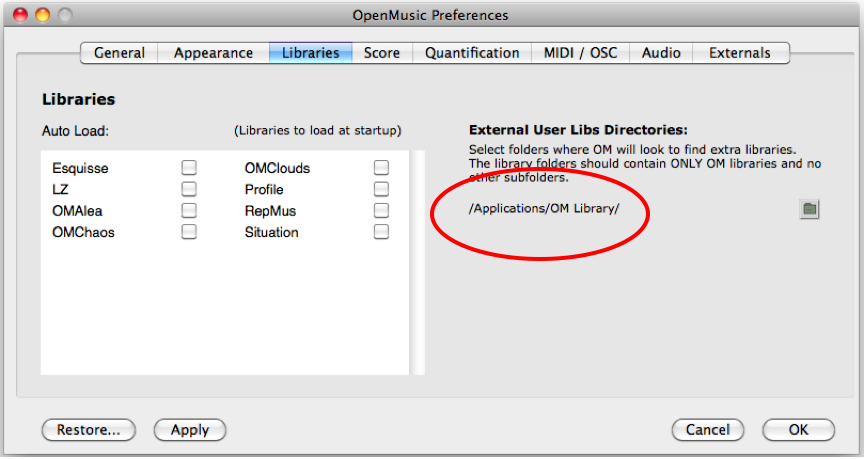 OpenMusic Preferences
General Appearance Libraries Score Quantification MIDI / OSC Audio Externals
Libraries
Auto Load: (Libraries to load at startup)
Esquisse OMClouds
LZ Profile
OMAlea RepMus
OMChaos Situation
External User Libs Directories:
Select folders where OM will look to find extra libraries.
The library folders should contain ONLY OM libraries and no
other subfolders.
/Applications/OM Library/
Restore... Apply Cancel OK